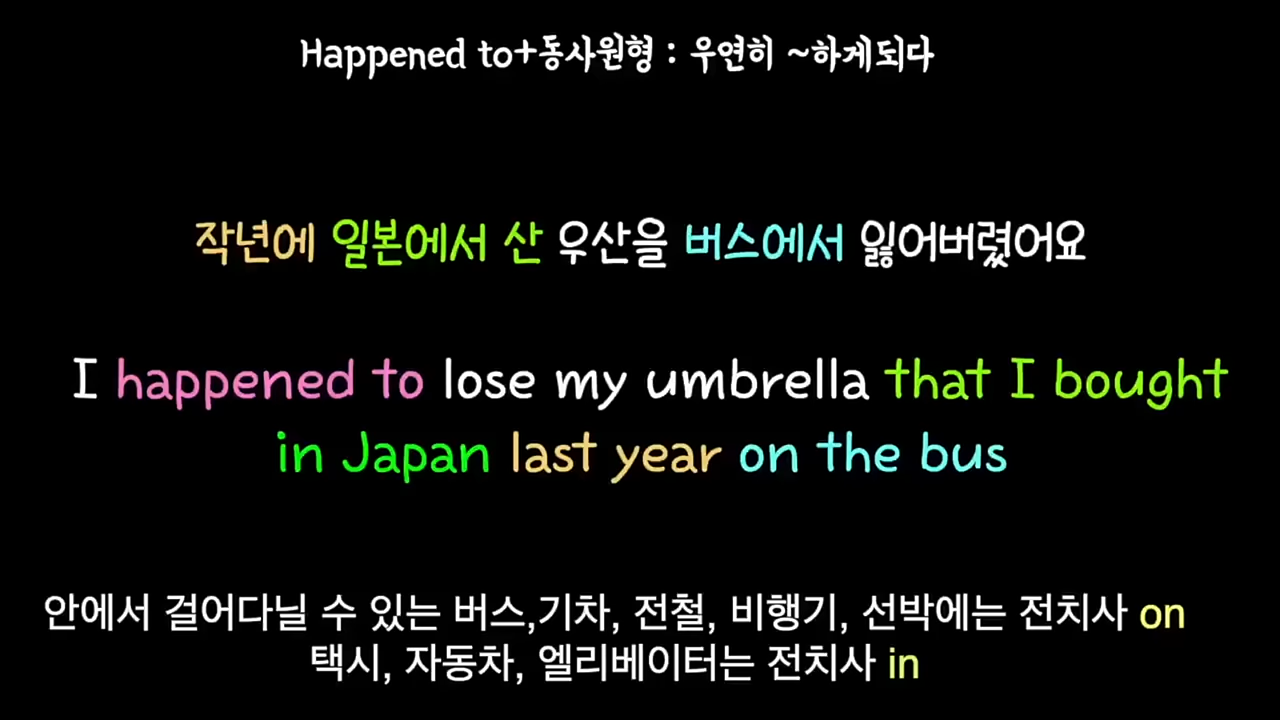 Happened to+동사원형 : 우연히 ~하게되다
작년에 일본에서 산 우산을 버스에서 잃어버렸어요
I happened to lose my umbrella that I bought
in Japan last year on the bus
안에서 걸어다닐 수 있는 버스,기차, 전철, 비행기, 선박에는 전치사 on
택시, 자동차, 엘리베이터는 전치사 in